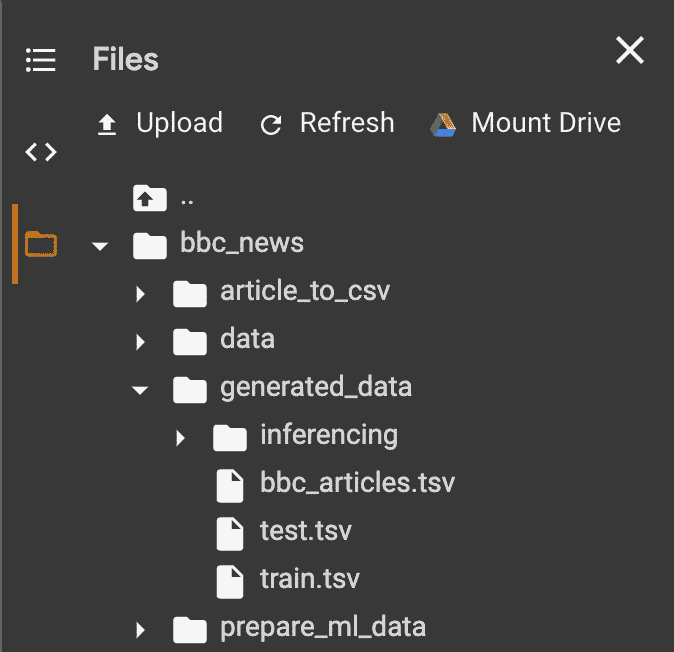 Files
Upload Refresh Mount Drive
..
bbc_news
article_to_csv
data
generated_data
inferencing
bbc_articles.tsv
test.tsv
train.tsv
prepare_ml_data